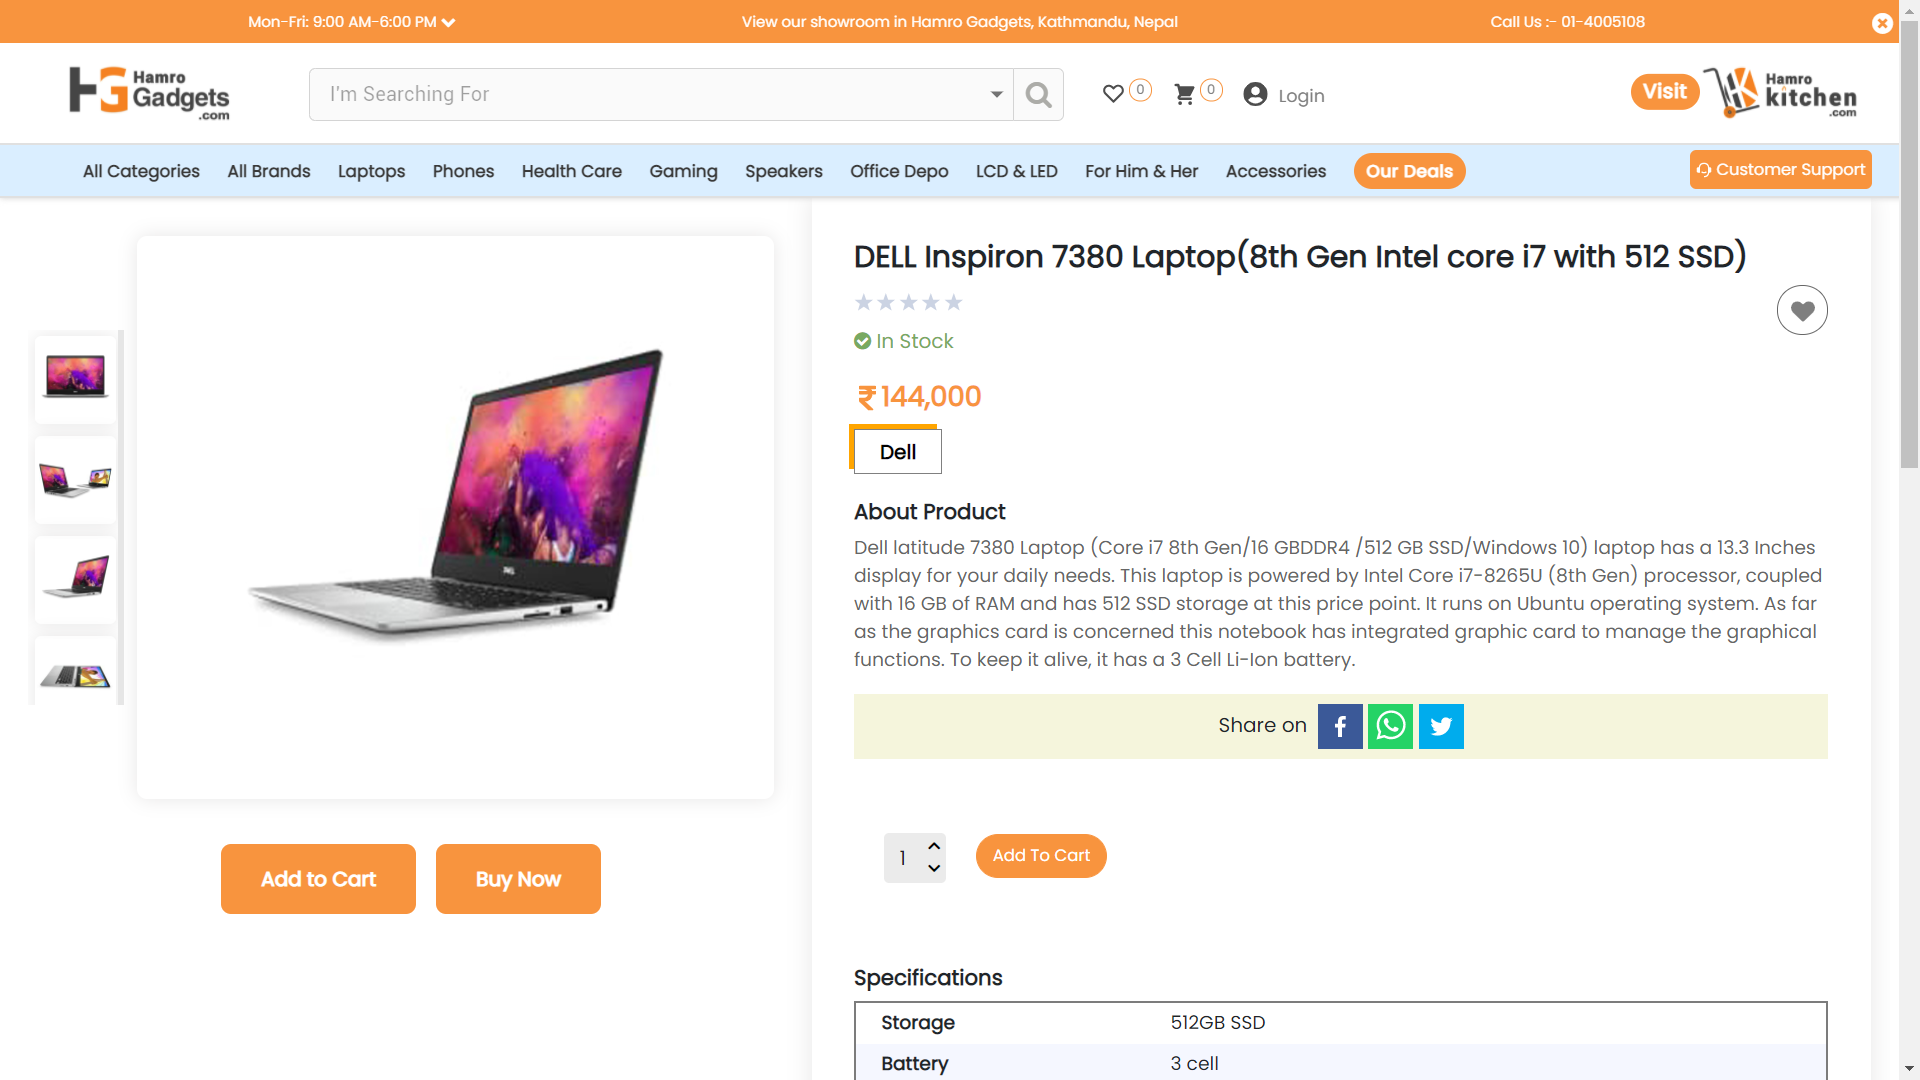 Mon-Fri: 9:00 AM-6:00 PM
View our showroom in Hamro Gadgets, Kathmandu, Nepal
Call Us :- 01-4005108
HG Hamro Gadgets .com
I'm Searching For
0
0
Login
Visit
Hamro kitchen .com
All Categories
All Brands
Laptops
Phones
Health Care
Gaming
Speakers
Office Depo
LCD & LED
For Him & Her
Accessories
Our Deals
Customer Support
DELL Inspiron 7380 Laptop(8th Gen Intel core i7 with 512 SSD)
In Stock
₹144,000
Dell
About Product
Dell latitude 7380 Laptop (Core i7 8th Gen/16 GBDDR4 /512 GB SSD/Windows 10) laptop has a 13.3 Inches
display for your daily needs. This laptop is powered by Intel Core i7-8265U (8th Gen) processor, coupled
with 16 GB of RAM and has 512 SSD storage at this price point. It runs on Ubuntu operating system. As far
as the graphics card is concerned this notebook has integrated graphic card to manage the graphical
functions. To keep it alive, it has a 3 Cell Li-Ion battery.
Share on
1
Add To Cart
Add to Cart
Buy Now
Specifications
Storage 512GB SSD
Battery 3 cell